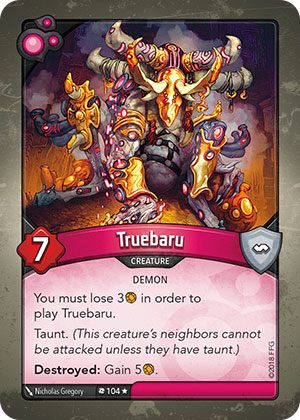 Truebaru
7
CREATURE
DEMON
You must lose 3 in order to
play Truebaru.
Taunt. (This creature's neighbors cannot
be attacked unless they have taunt.)
Destroyed: Gain 5.
©2018 FFG
Nicholas Gregory 104★